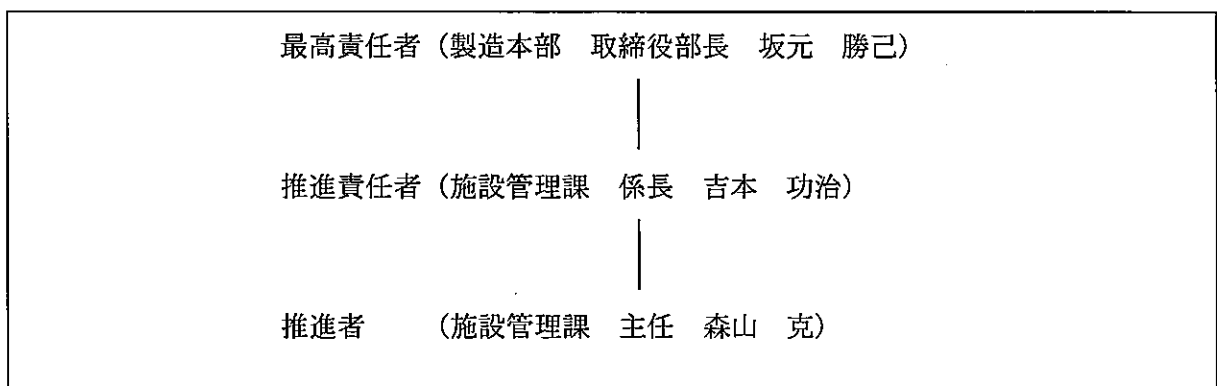 最高責任者（製造本部　取締役部長　坂元　勝己）
推進責任者（施設管理課　係長　吉本　功治）
推進者　　（施設管理課　主任　森山　克）